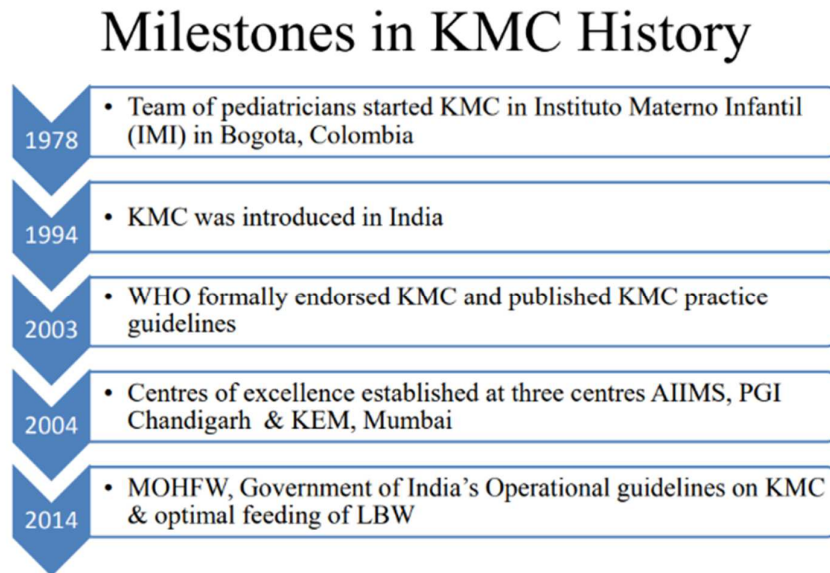 Milestones in KMC History
1978
• Team of pediatricians started KMC in Instituto Materno Infantil
(IMI) in Bogota, Colombia
1994
• KMC was introduced in India
2003
• WHO formally endorsed KMC and published KMC practice
guidelines
2004
• Centres of excellence established at three centres AIIMS, PGI
Chandigarh & KEM, Mumbai
2014
• MOHFW, Government of India’s Operational guidelines on KMC
& optimal feeding of LBW